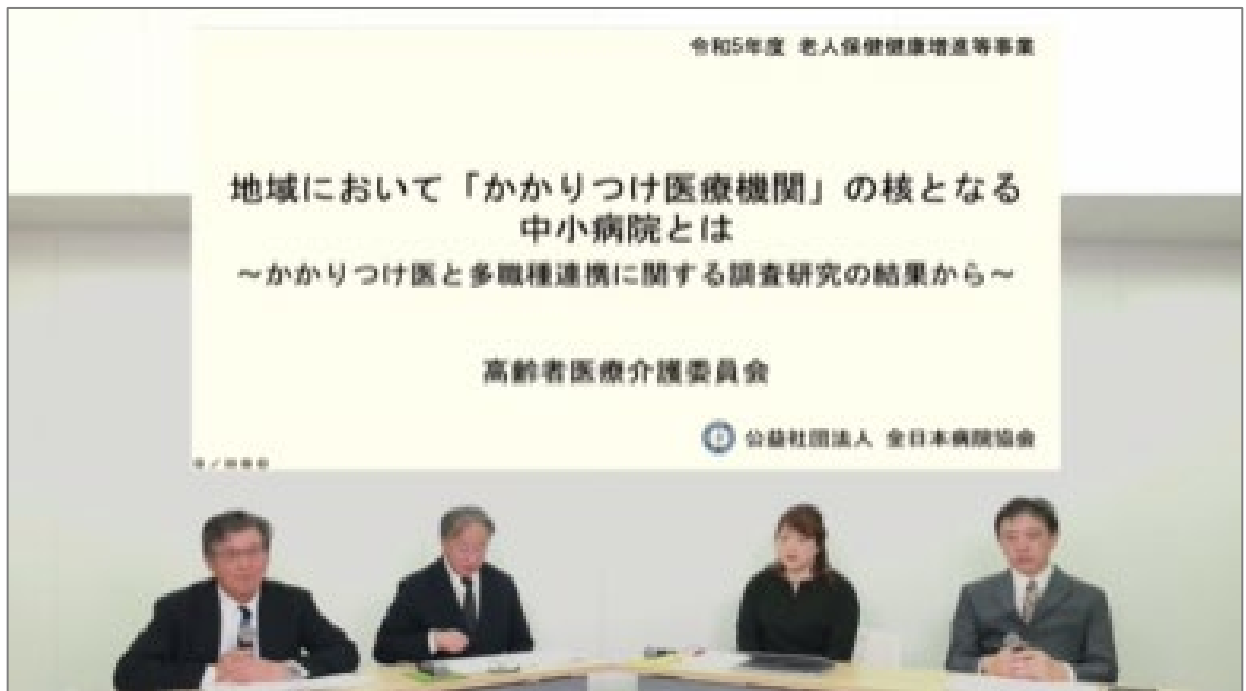 令和5年度 老人保健健康増進等事業
地域において「かかりつけ医療機関」の核となる
中小病院とは
～かかりつけ医と多職種連携に関する調査研究の結果から～
高齢者医療介護委員会
公益社団法人 全日本病院協会